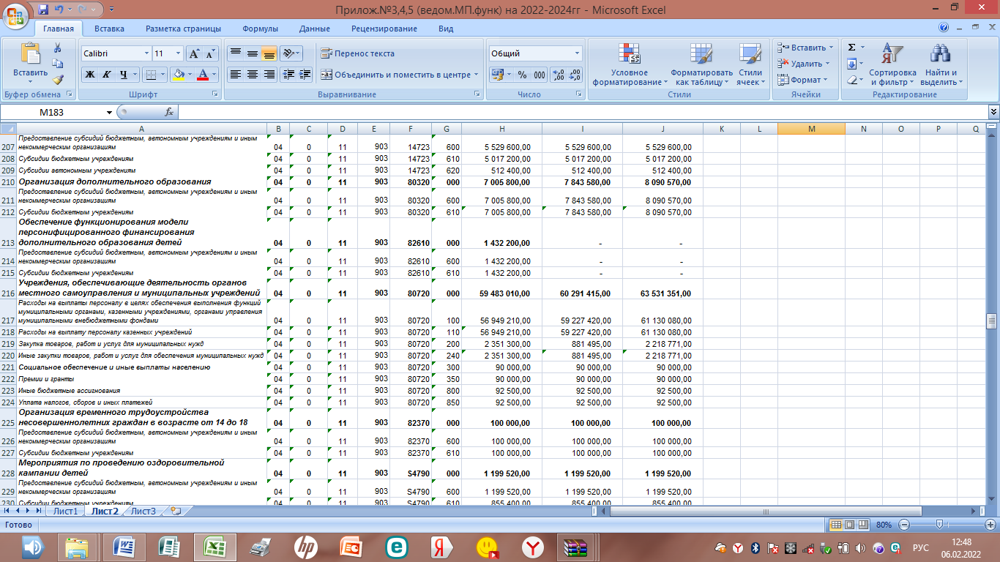 Прилож.№3,4,5 (ведом.МП.функ) на 2022-2024гг - Microsoft Excel
Главная Вставка Разметка страницы Формулы Данные Рецензирование Вид
Вставить
Буфер обмена
Calibri 11
Ж К Ч
Шрифт
Перенос текста
Объединить и поместить в центре
Выравнивание
Общий
% 000
Число
Условное форматирование
Форматировать как таблицу
Стили ячеек
Стили
Вставить
Удалить
Формат
Ячейки
Сортировка и фильтр
Найти и выделить
Редактирование
M183 fx
A B C D E F G H I J K L M N O P Q
Предоставление субсидий бюджетным, автономным учреждениям и иным
207 некоммерческим организациям 04 0 11 903 14723 600 5 529 600,00 5 529 600,00 5 529 600,00
208 Субсидии бюджетным учреждениям 04 0 11 903 14723 610 5 017 200,00 5 017 200,00 5 017 200,00
209 Субсидии автономным учреждениям 04 0 11 903 14723 620 512 400,00 512 400,00 512 400,00
210 Организация дополнительного образования 04 0 11 903 80320 000 7 005 800,00 7 843 580,00 8 090 570,00
Предоставление субсидий бюджетным, автономным учреждениям и иным
211 некоммерческим организациям 04 0 11 903 80320 600 7 005 800,00 7 843 580,00 8 090 570,00
212 Субсидии бюджетным учреждениям 04 0 11 903 80320 610 7 005 800,00 7 843 580,00 8 090 570,00
Обеспечение функционирования модели
персонифицированного финансирования
213 дополнительного образования детей 04 0 11 903 82610 000 1 432 200,00 - -
Предоставление субсидий бюджетным, автономным учреждениям и иным
214 некоммерческим организациям 04 0 11 903 82610 600 1 432 200,00 - -
215 Субсидии бюджетным учреждениям 04 0 11 903 82610 610 1 432 200,00 - -
Учреждения, обеспечивающие деятельность органов
216 местного самоуправления и муниципальных учреждений 04 0 11 903 80720 000 59 483 010,00 60 291 415,00 63 531 351,00
Расходы на выплаты персоналу в целях обеспечения выполнения функций
муниципальными органами, казенными учреждениями, органами управления
217 муниципальными внебюджетными фондами 04 0 11 903 80720 100 56 949 210,00 59 227 420,00 61 130 080,00
218 Расходы на выплату персоналу казенных учреждений 04 0 11 903 80720 110 56 949 210,00 59 227 420,00 61 130 080,00
219 Закупка товаров, работ и услуг для муниципальных нужд 04 0 11 903 80720 200 2 351 300,00 881 495,00 2 218 771,00
220 Иные закупки товаров, работ и услуг для обеспечения муниципальных нужд 04 0 11 903 80720 240 2 351 300,00 881 495,00 2 218 771,00
221 Социальное обеспечение и иные выплаты населению 04 0 11 903 80720 300 90 000,00 90 000,00 90 000,00
222 Премии и гранты 04 0 11 903 80720 350 90 000,00 90 000,00 90 000,00
223 Иные бюджетные ассигнования 04 0 11 903 80720 800 92 500,00 92 500,00 92 500,00
224 Уплата налогов, сборов и иных платежей 04 0 11 903 80720 850 92 500,00 92 500,00 92 500,00
Организация временного трудоустройства
225 несовершеннолетних граждан в возрасте от 14 до 18 04 0 11 903 82370 000 100 000,00 100 000,00 100 000,00
Предоставление субсидий бюджетным, автономным учреждениям и иным
226 некоммерческим организациям 04 0 11 903 82370 600 100 000,00 100 000,00 100 000,00
227 Субсидии бюджетным учреждениям 04 0 11 903 82370 610 100 000,00 100 000,00 100 000,00
Мероприятия по проведению оздоровительной
228 кампании детей 04 0 11 903 S4790 000 1 199 520,00 1 199 520,00 1 199 520,00
Предоставление субсидий бюджетным, автономным учреждениям и иным
229 некоммерческим организациям 04 0 11 903 S4790 600 1 199 520,00 1 199 520,00 1 199 520,00
230 Субсидии бюджетным учреждениям 04 0 11 903 S4790 610 855 400,00 855 400,00 855 400,00
Лист1 Лист2 Лист3
Готово 80%
РУС 12:48
06.02.2022